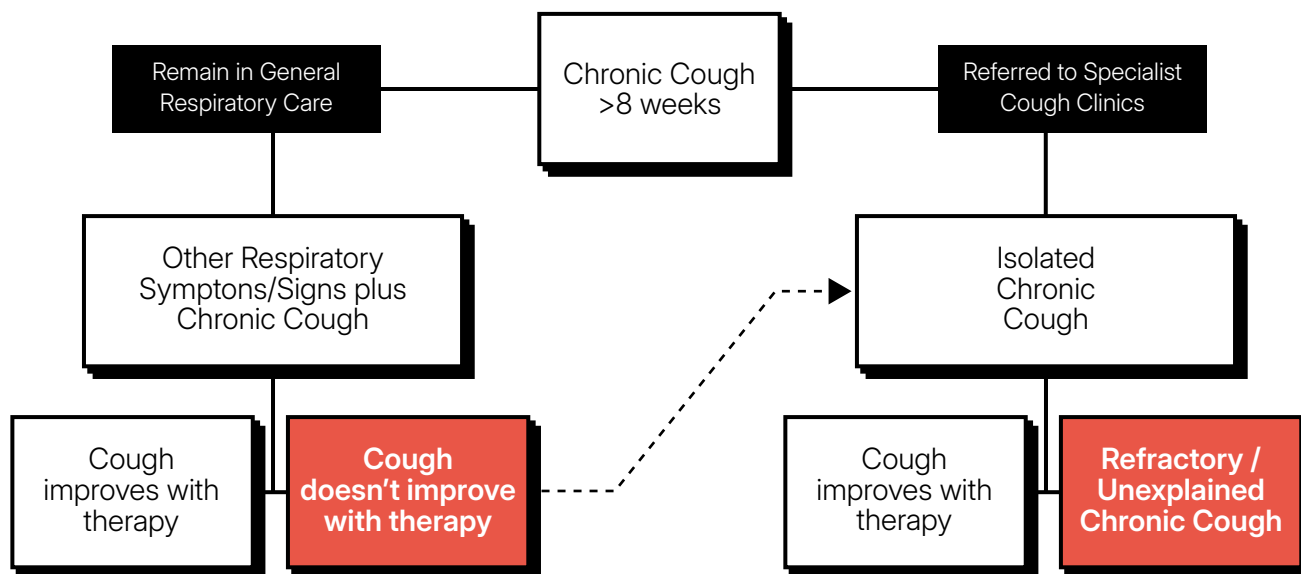 Remain in General
Respiratory Care
Chronic Cough
>8 weeks
Referred to Specialist
Cough Clinics
Other Respiratory
Symptons/Signs plus
Chronic Cough
Isolated
Chronic
Cough
Cough
improves with
therapy
Cough
doesn't improve
with therapy
Cough
improves with
therapy
Refractory /
Unexplained
Chronic Cough